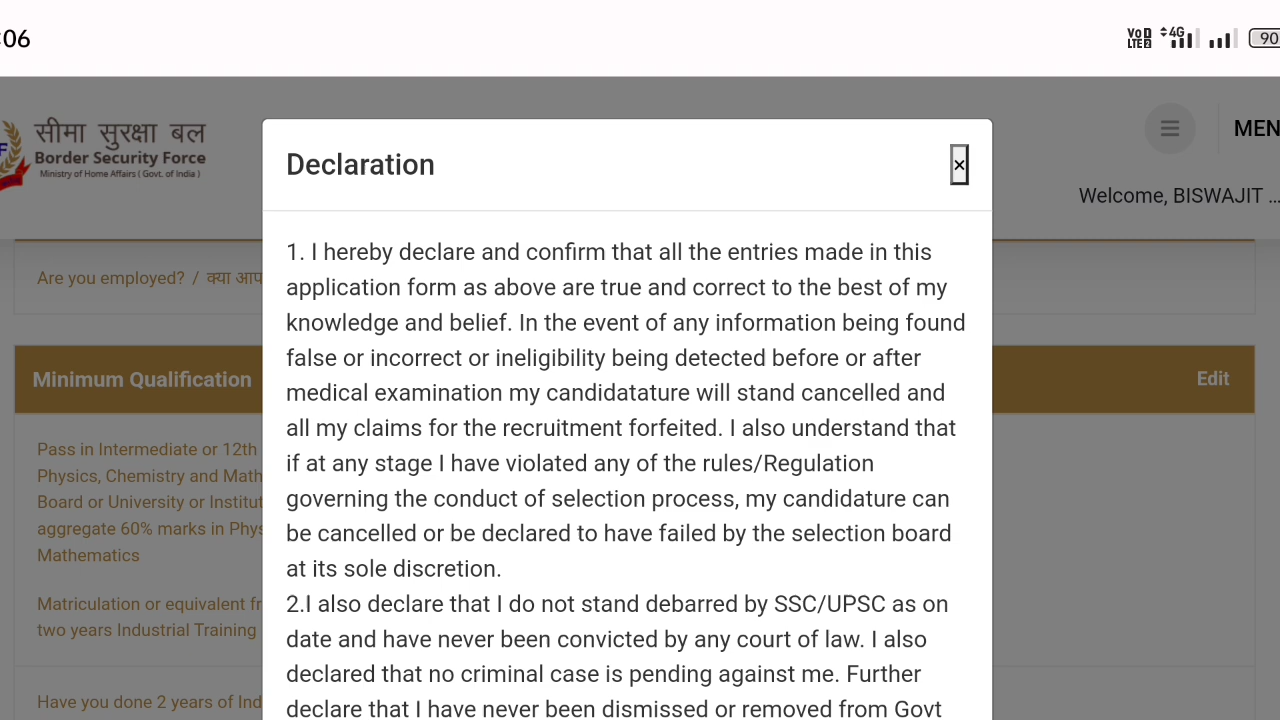 :06
VoD LTE2 4G 90
सीमा सुरक्षा बल
Border Security Force
Ministry of Home Affairs ( Govt. of India )
MEN
Welcome, BISWAJIT ...
Declaration
×
1. I hereby declare and confirm that all the entries made in this
application form as above are true and correct to the best of my
knowledge and belief. In the event of any information being found
false or incorrect or ineligibility being detected before or after
medical examination my candidatature will stand cancelled and
all my claims for the recruitment forfeited. I also understand that
if at any stage I have violated any of the rules/Regulation
governing the conduct of selection process, my candidature can
be cancelled or be declared to have failed by the selection board
at its sole discretion.
2.I also declare that I do not stand debarred by SSC/UPSC as on
date and have never been convicted by any court of law. I also
declared that no criminal case is pending against me. Further
declare that I have never been dismissed or removed from Govt
Are you employed? / क्या आप
Minimum Qualification
Edit
Pass in Intermediate or 12th
Physics, Chemistry and Math
Board or University or Institut
aggregate 60% marks in Phys
Mathematics
Matriculation or equivalent fr
two years Industrial Training
Have you done 2 years of Ind